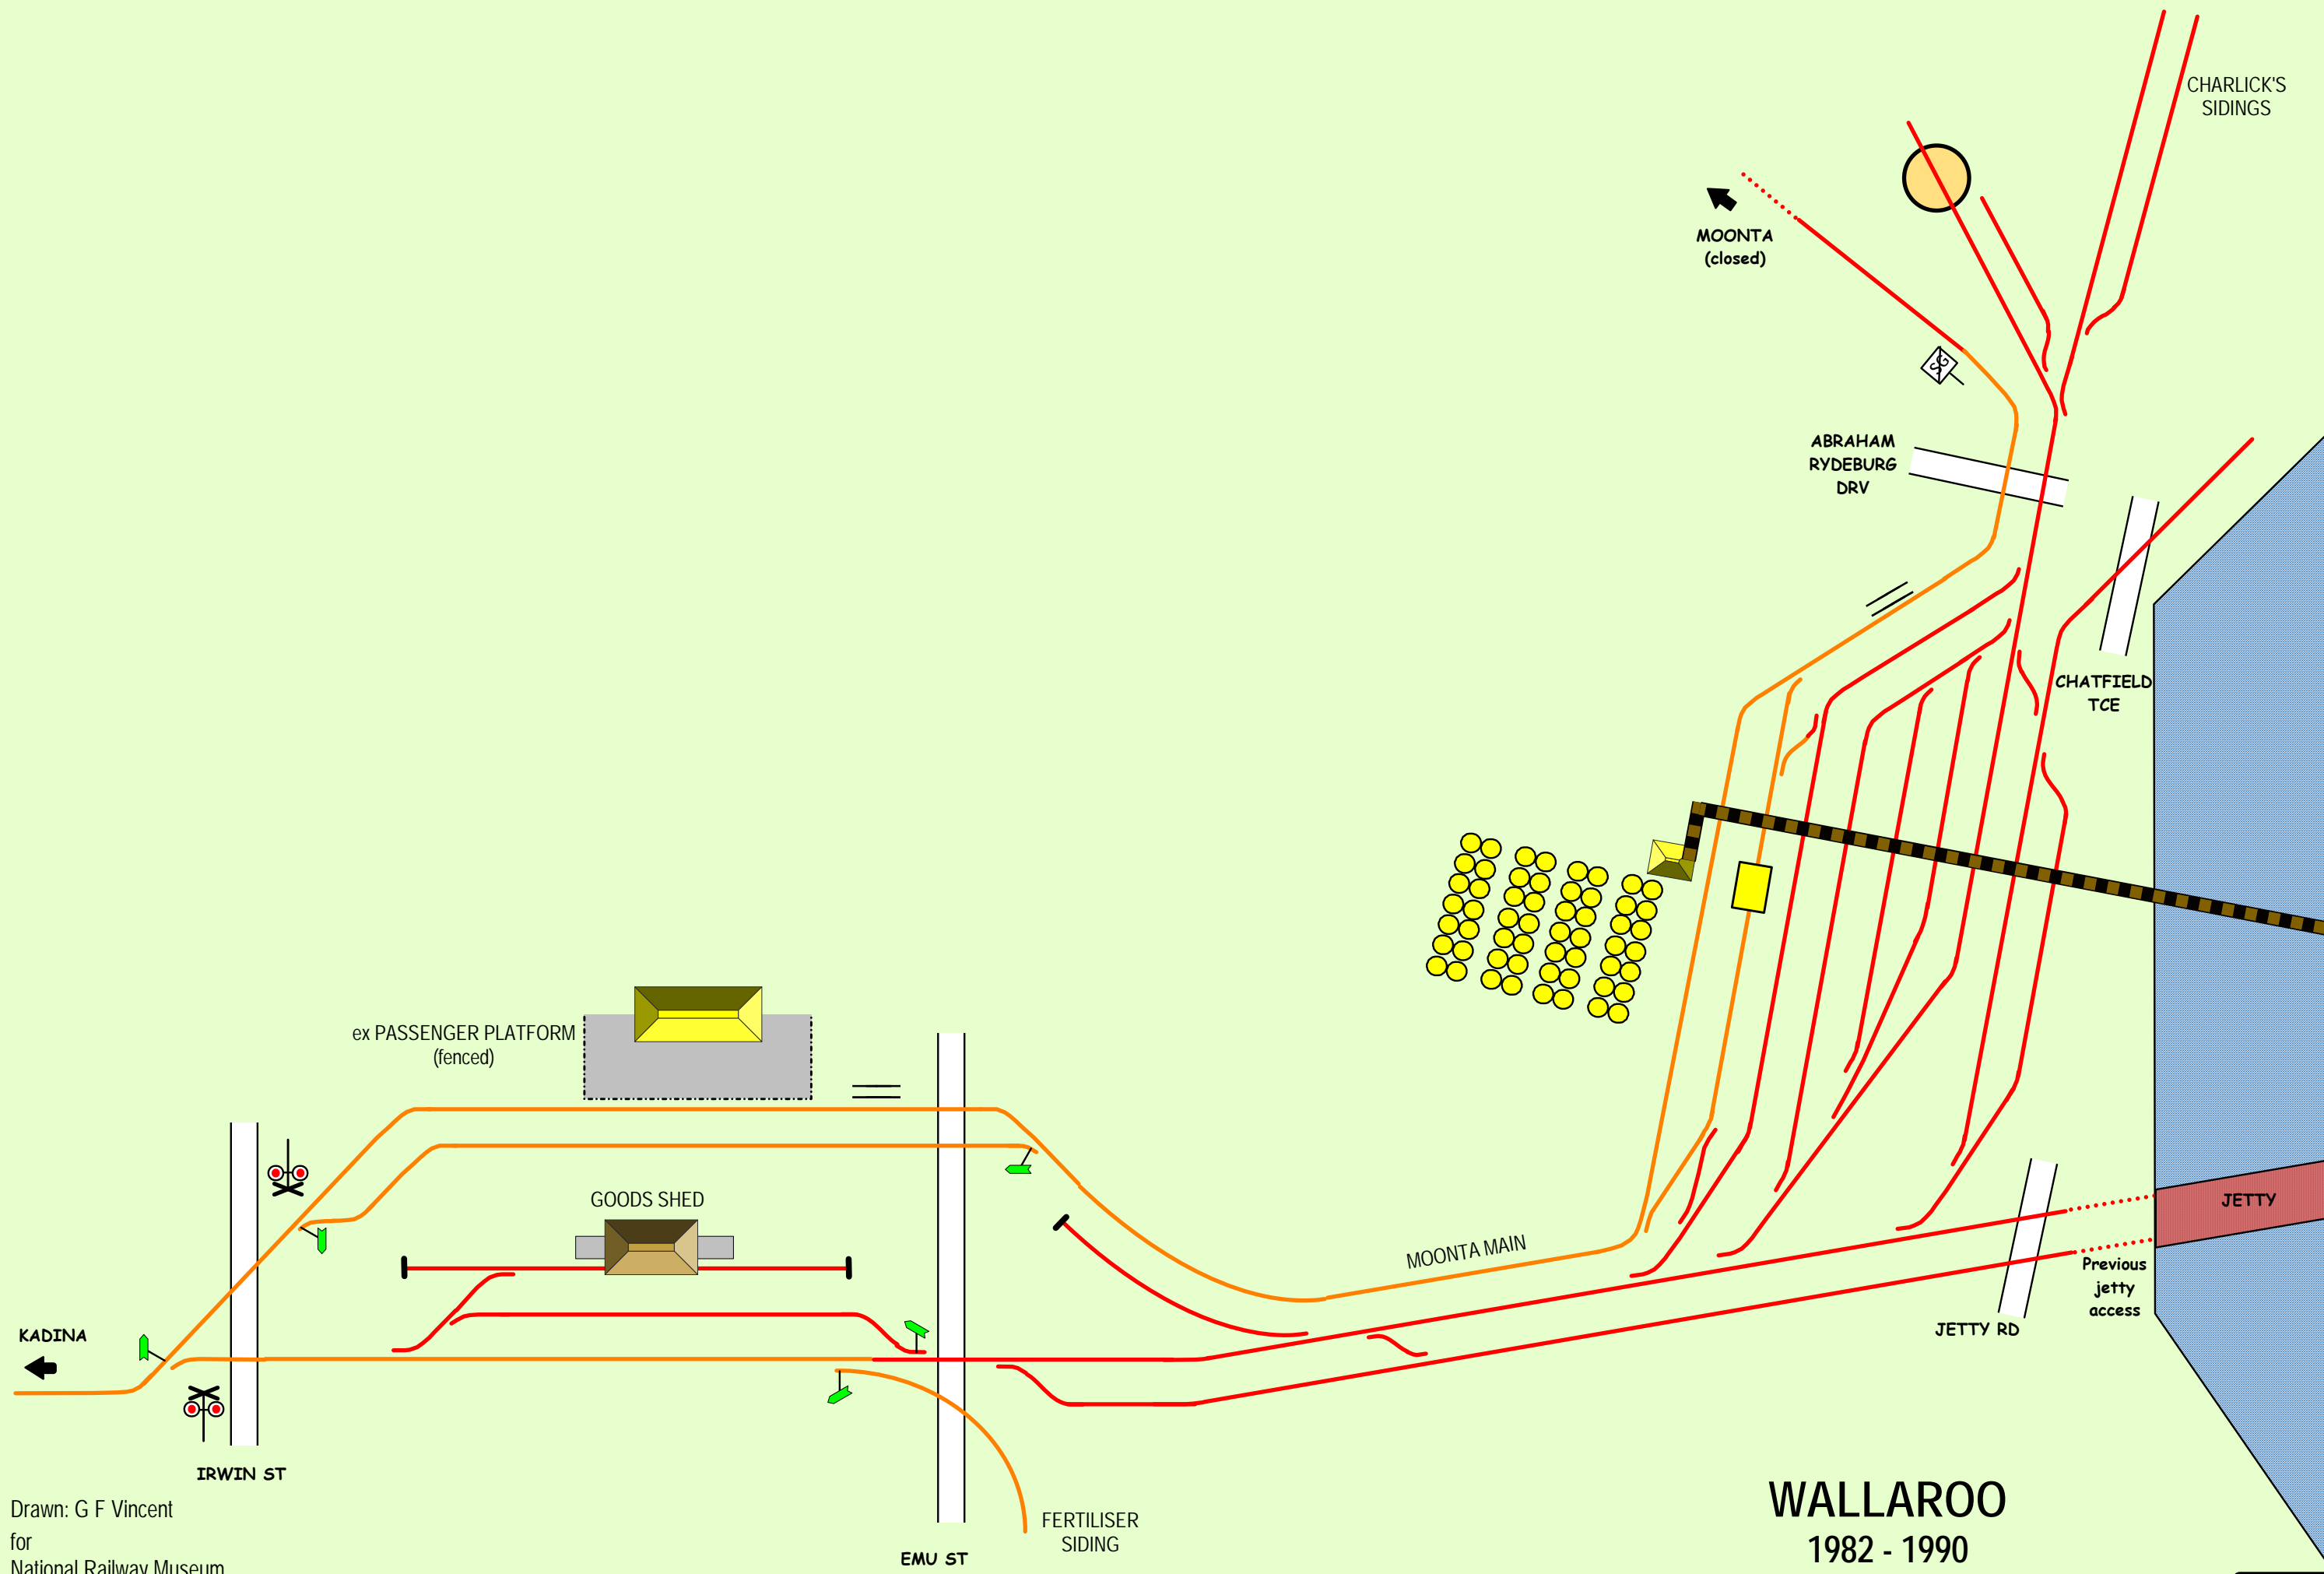 CHARLICK'S
SIDINGS
MOONTA
(closed)
SG
ABRAHAM
RYDEBURG
DRV
CHATFIELD
TCE
ex PASSENGER PLATFORM
(fenced)
GOODS SHED
MOONTA MAIN
JETTY
Previous
jetty
access
JETTY RD
KADINA
IRWIN ST
EMU ST
FERTILISER
SIDING
WALLAROO
1982 - 1990
Drawn: G F Vincent
for
National Railway Museum